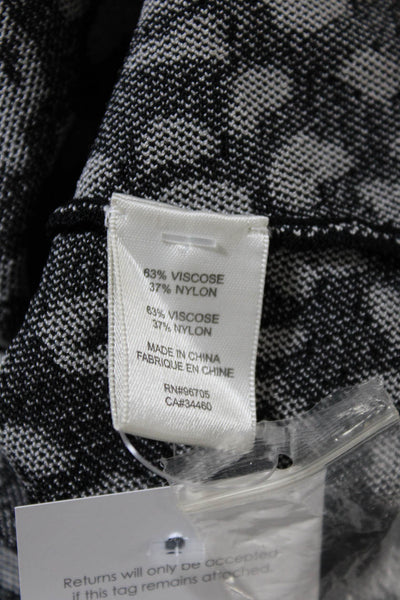 63% VISCOSE
37% NYLON
63% VISCOSE
37% NYLON
MADE IN CHINA
FABRIQUE EN CHINE
RN#96705
CA#34460
Returns will only be accepted
if this tag remains attached.